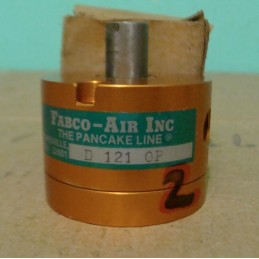 FABCO-AIR INC
THE PANCAKE LINE®
D 121 OP
2